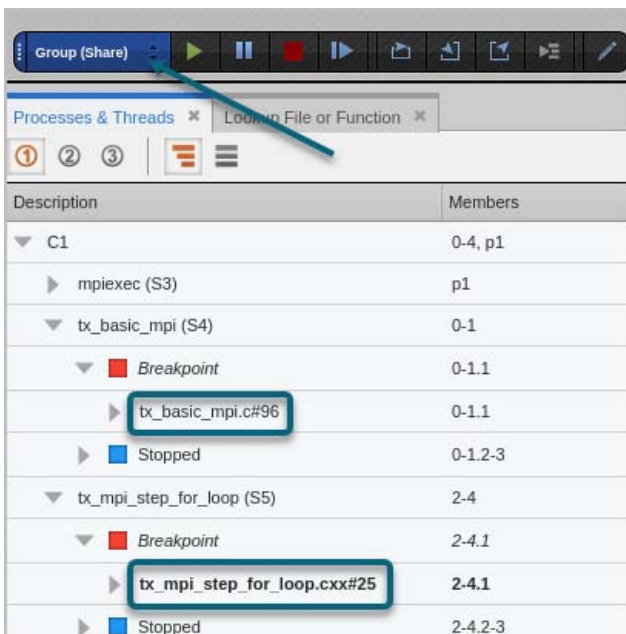 Group (Share)
Processes & Threads
Lookup File or Function
1 2 3
Description Members
C1 0-4, p1
mpiexec (S3) p1
tx_basic_mpi (S4) 0-1
Breakpoint 0-1.1
tx_basic_mpi.c#96 0-1.1
Stopped 0-1.2-3
tx_mpi_step_for_loop (S5) 2-4
Breakpoint 2-4.1
tx_mpi_step_for_loop.cxx#25 2-4.1
Stopped 2-4.2-3